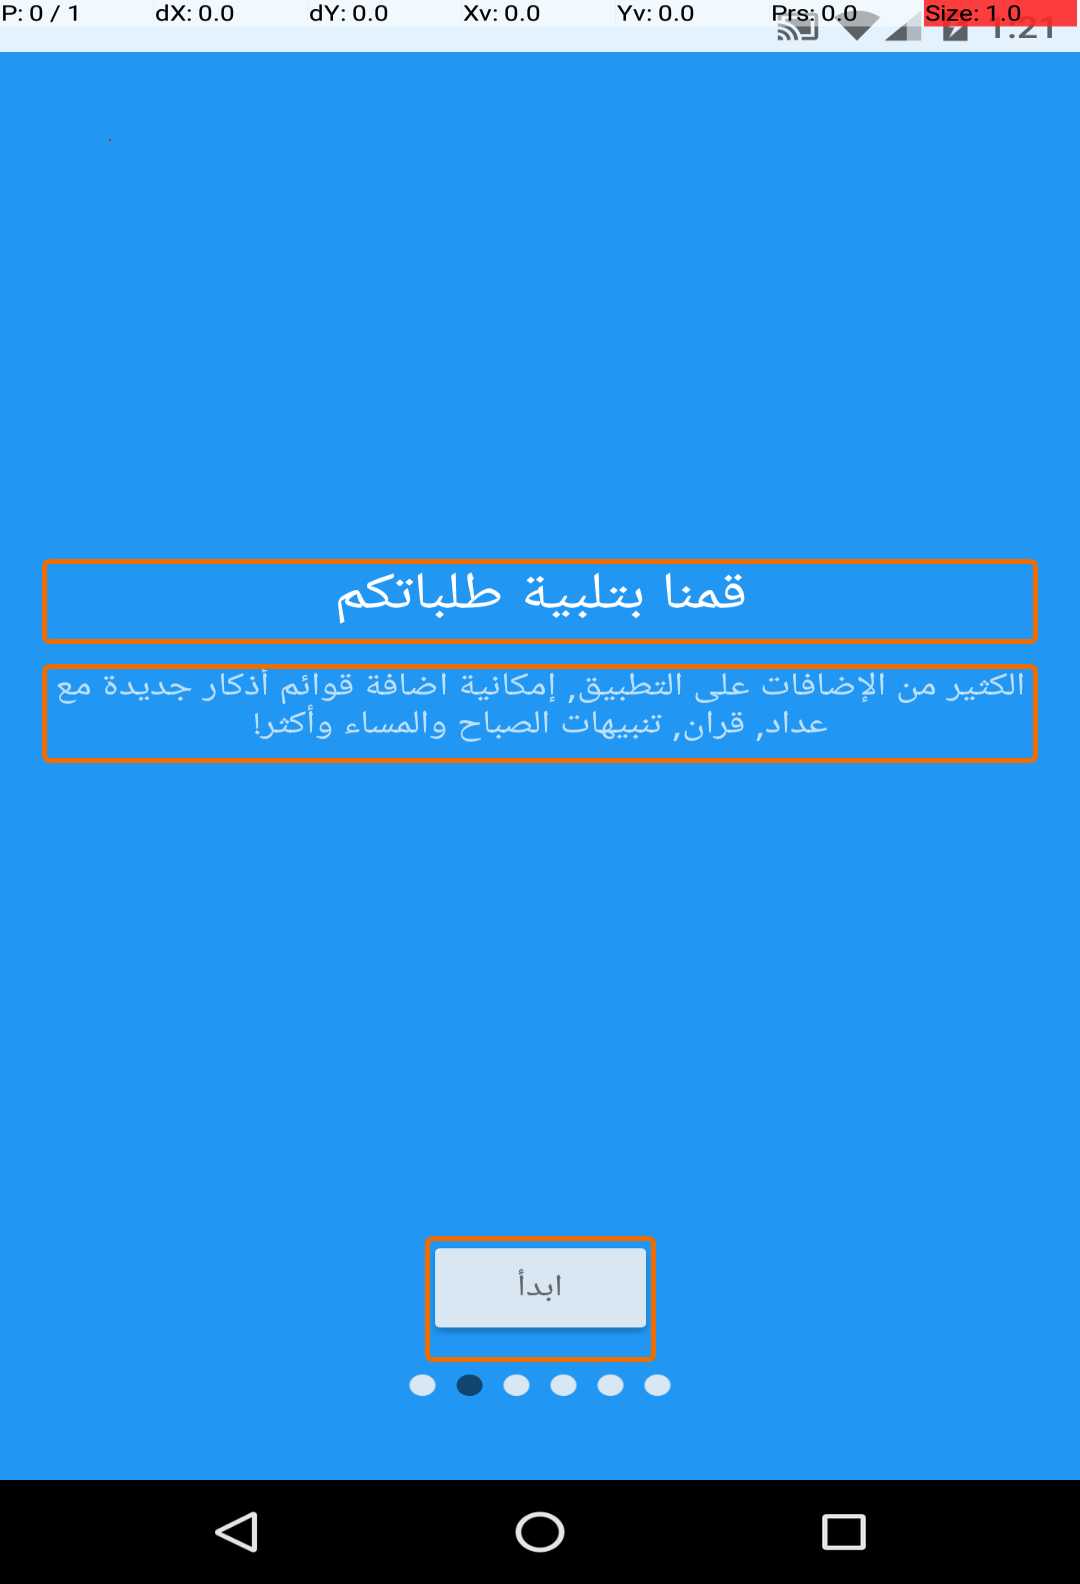 P: 0 / 1 dX: 0.0 dY: 0.0 Xv: 0.0 Yv: 0.0 Prs: 0.0 Size: 1.0
1:21
قمنا بتلبية طلباتكم
الكثير من الإضافات على التطبيق, إمكانية اضافة قوائم أذكار جديدة مع
عداد, قران, تنبيهات الصباح والمساء وأكثر!
ابدأ